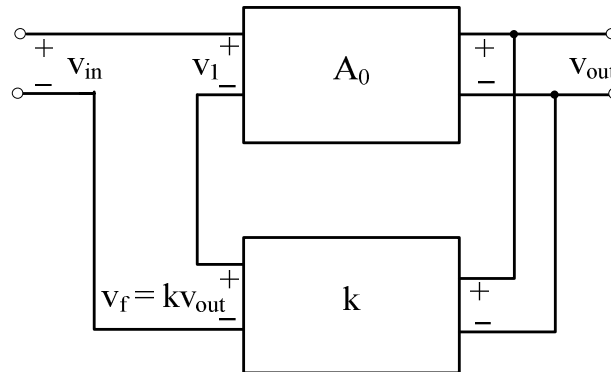 + + +
v_in v_1 A_0 v_out
− − −
+ +
v_f = kv_out k
− −